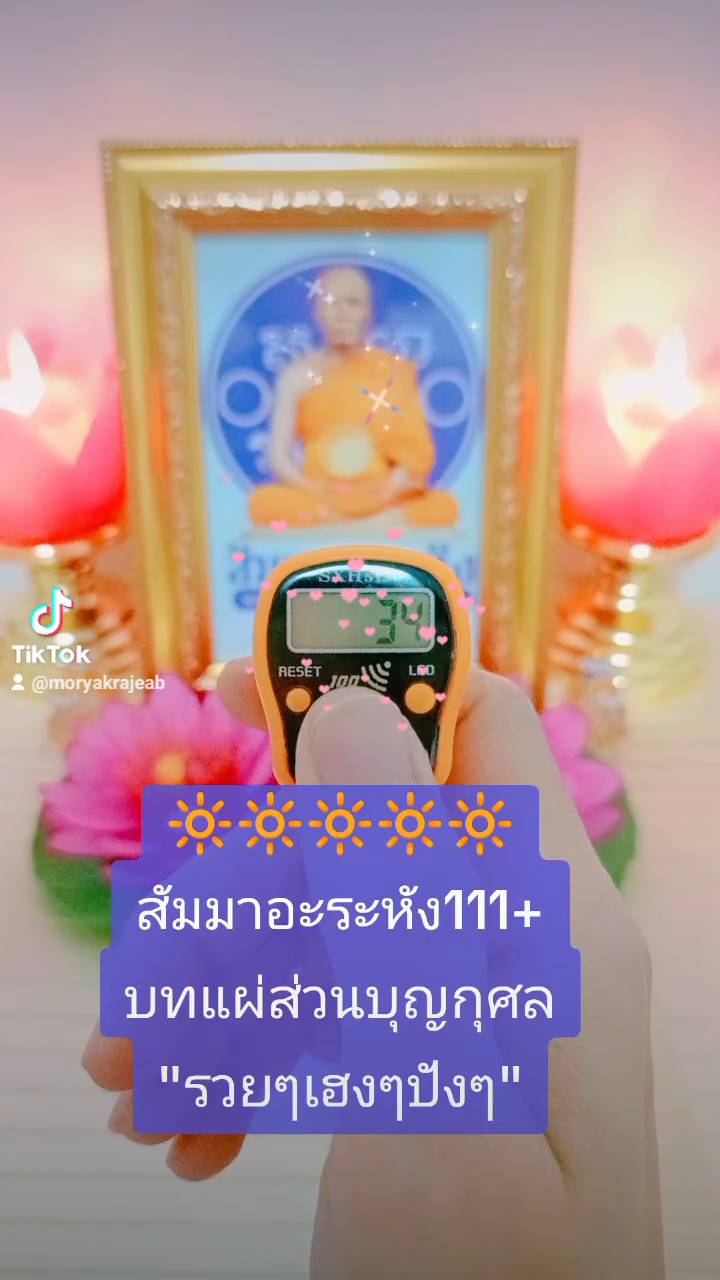 SXH5136
34
RESET
LED
100
TikTok
@moryakrajeab
🔆🔆🔆🔆🔆
สัมมาอะระหัง111+
บทแผ่ส่วนบุญกุศล
"รวยๆเฮงๆปังๆ"